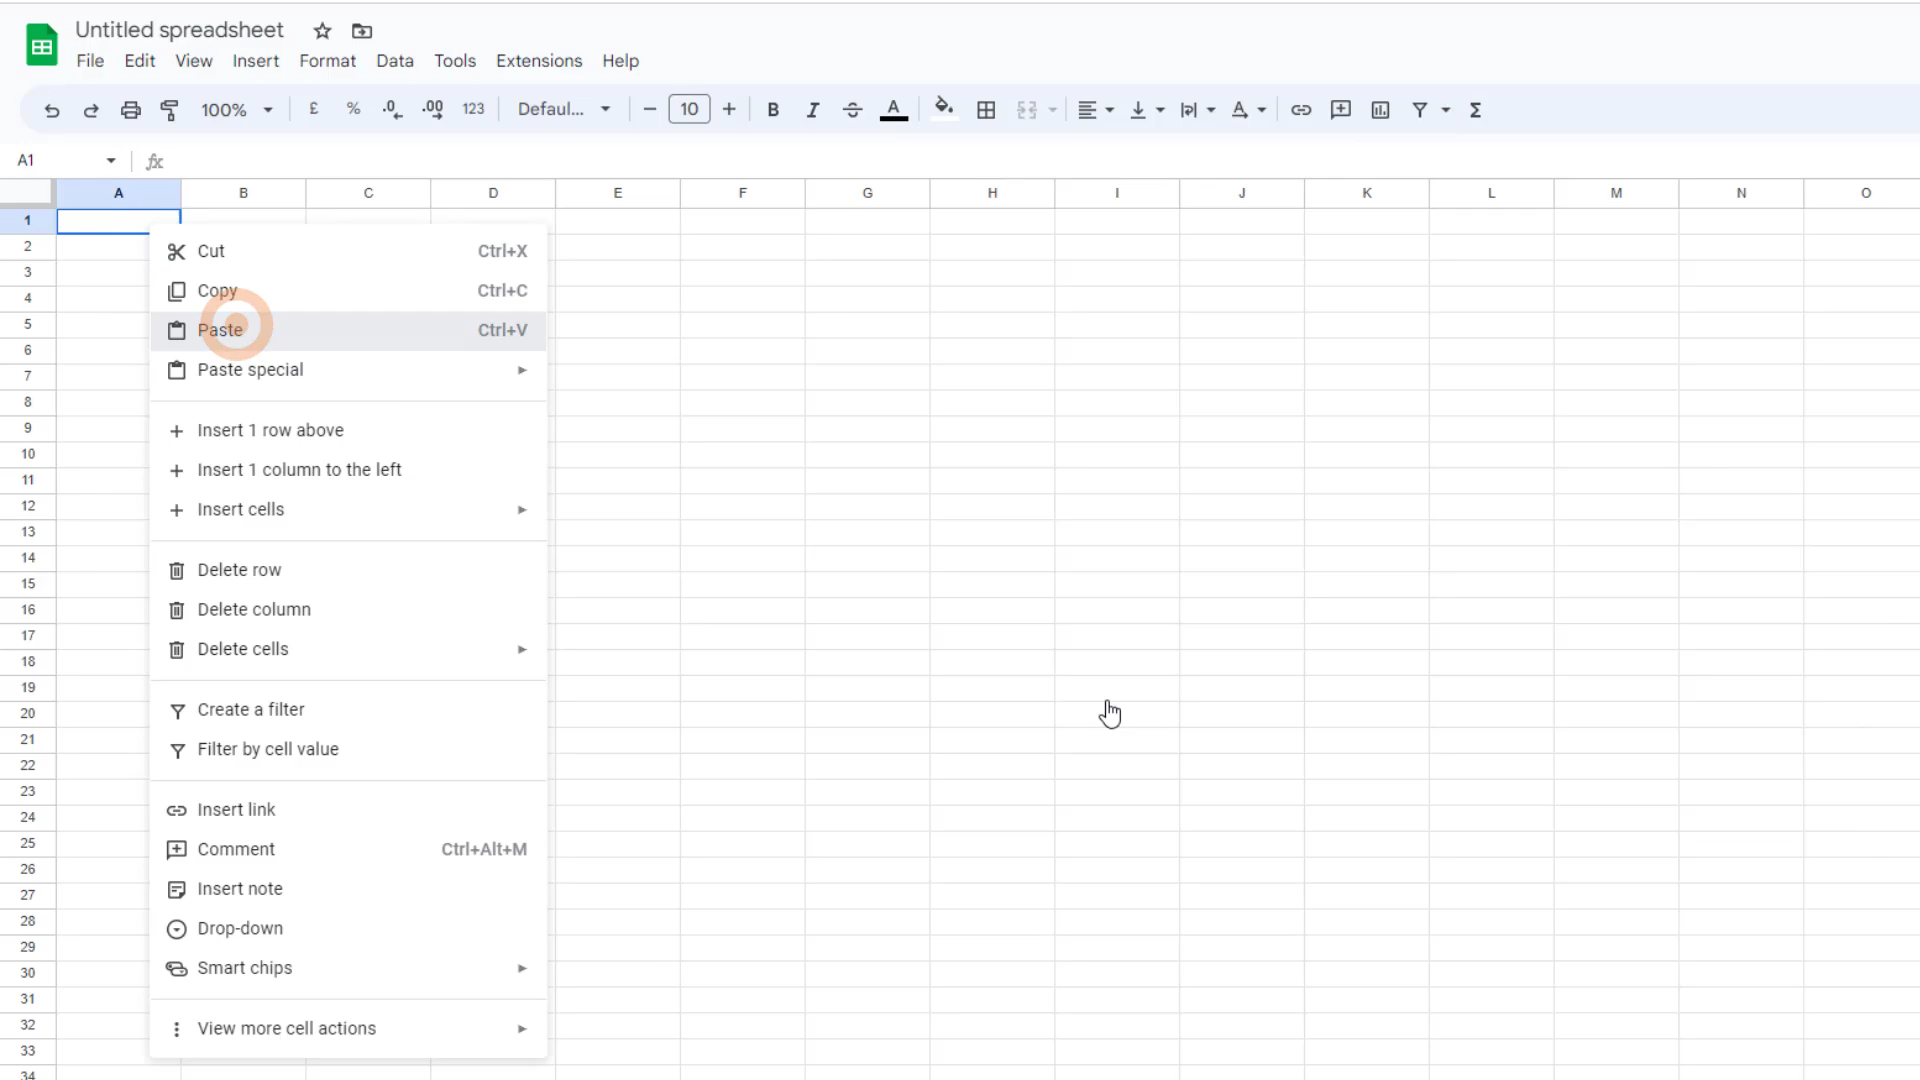 Untitled spreadsheet
File Edit View Insert Format Data Tools Extensions Help
100% £ % .0 .00 123 Defaul... 10 B I S A Σ
A1 fx
A B C D E F G H I J K L M N O
1
2
3
4
5
6
7
8
9
10
11
12
13
14
15
16
17
18
19
20
21
22
23
24
25
26
27
28
29
30
31
32
33
34
Cut Ctrl+X
Copy Ctrl+C
Paste Ctrl+V
Paste special
Insert 1 row above
Insert 1 column to the left
Insert cells
Delete row
Delete column
Delete cells
Create a filter
Filter by cell value
Insert link
Comment Ctrl+Alt+M
Insert note
Drop-down
Smart chips
View more cell actions